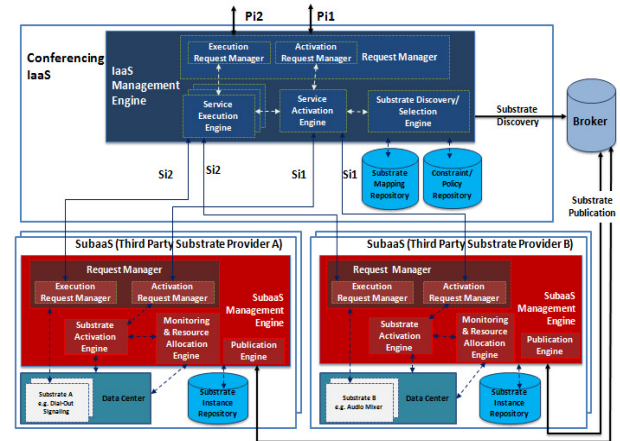 Pi2
Pi1
Conferencing
IaaS
IaaS
Management
Engine
Execution
Request Manager
Activation
Request Manager
Request Manager
Service
Execution
Engine
Service
Activation
Engine
Substrate Discovery/
Selection
Engine
Substrate
Discovery
Broker
Si2
Si2
Si1
Si1
Substrate
Mapping
Repository
Constraint/
Policy
Repository
Substrate
Publication
SubaaS (Third Party Substrate Provider A)
Request Manager
Execution
Request Manager
Activation
Request Manager
SubaaS
Management
Engine
Substrate
Activation
Engine
Monitoring
& Resource
Allocation
Engine
Publication
Engine
Substrate A
e.g. Dial-Out
Signaling
Data Center
Substrate
Instance
Repository
SubaaS (Third Party Substrate Provider B)
Request Manager
Execution
Request Manager
Activation
Request Manager
SubaaS
Management
Engine
Substrate
Activation
Engine
Monitoring
& Resource
Allocation
Engine
Publication
Engine
Substrate B
e.g. Audio Mixer
Data Center
Substrate
Instance
Repository